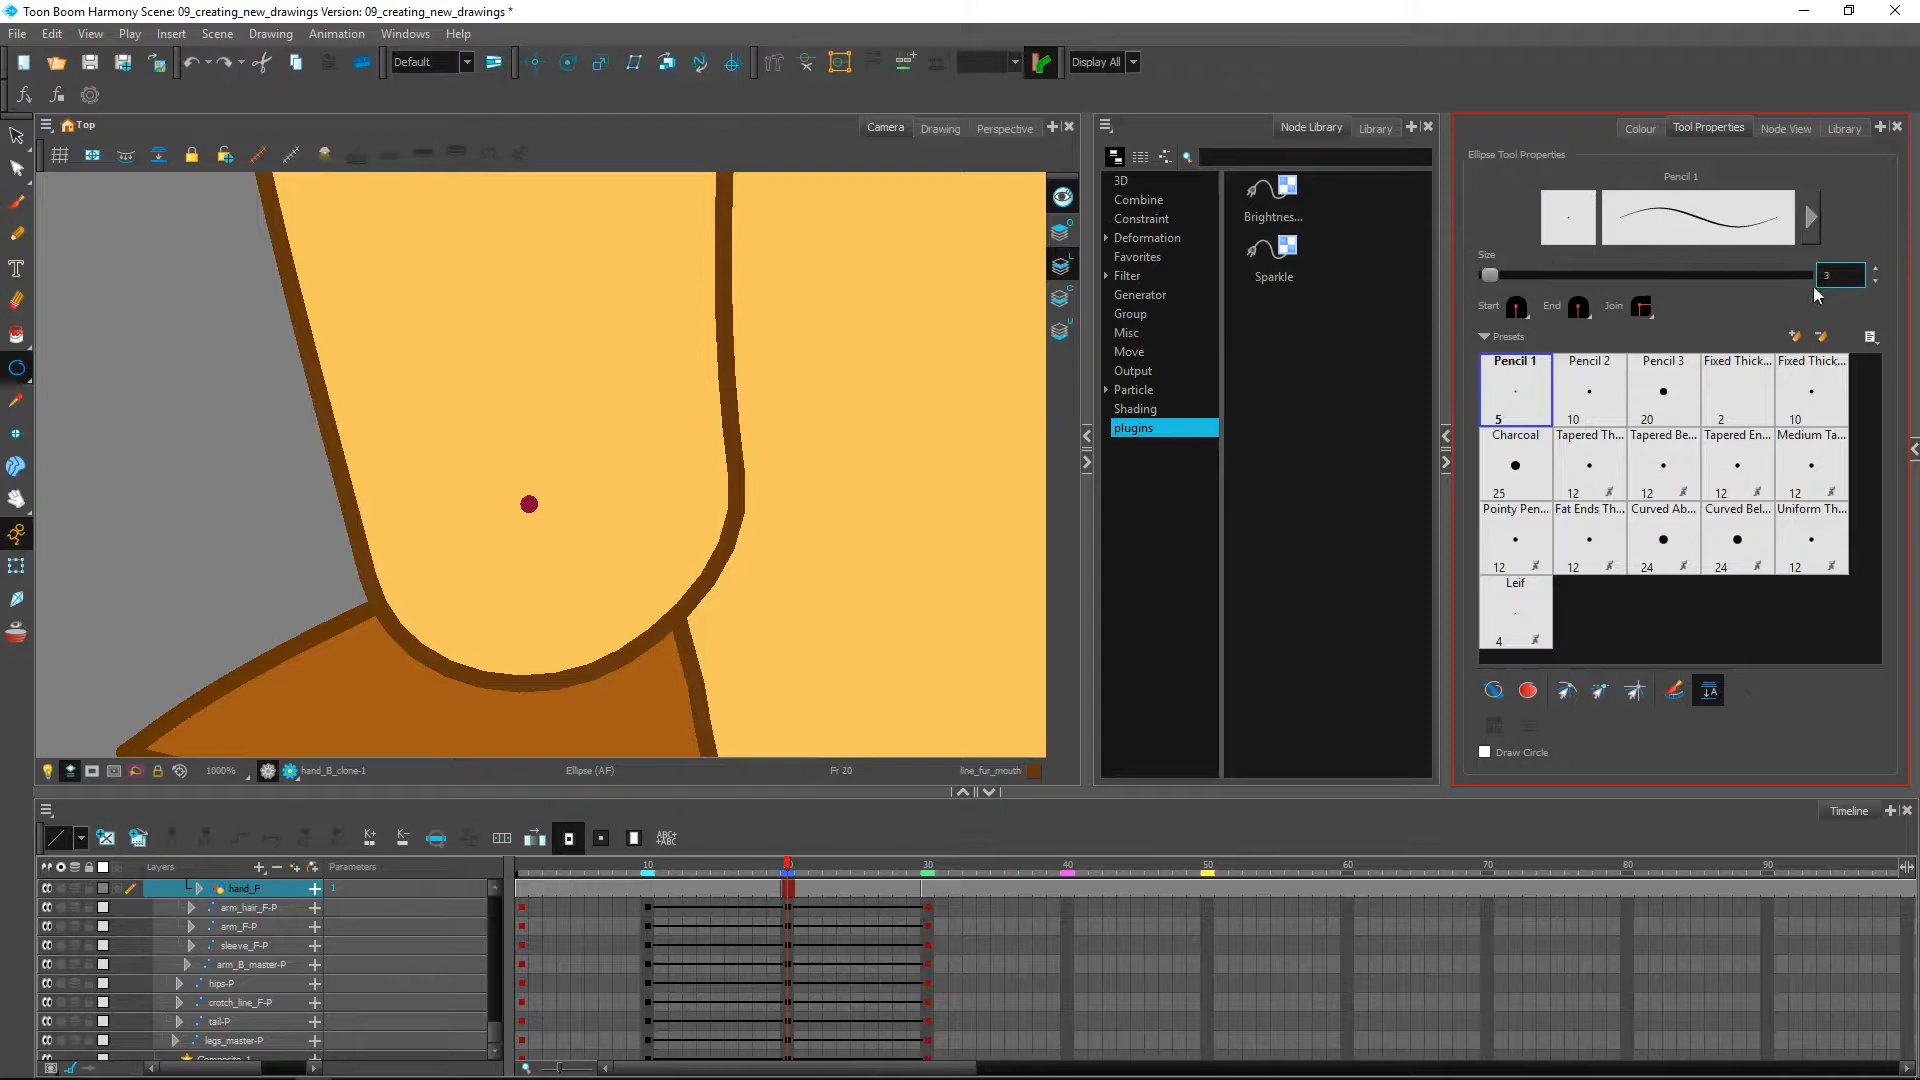 Toon Boom Harmony Scene: 09_creating_new_drawings Version: 09_creating_new_drawings *
File Edit View Play Insert Scene Drawing Animation Windows Help
Default
Display All
Top
Camera
Drawing
Perspective
Node Library
Library
Colour
Tool Properties
Node View
Library
3D
Combine
Constraint
Deformation
Favorites
Filter
Generator
Group
Misc
Move
Output
Particle
Shading
plugins
Brightnes...
Sparkle
Ellipse Tool Properties
Pencil 1
Size
3
Start End Join
Presets
Pencil 1 Pencil 2 Pencil 3 Fixed Thick... Fixed Thick...
5 10 20 2 10
Charcoal Tapered Th... Tapered Be... Tapered En... Medium Ta...
25 12 12 12 12
Pointy Pen... Fat Ends Th... Curved Ab... Curved Bel... Uniform Th...
12 12 24 24 12
Leif
4
Draw Circle
1000% hand_B_clone-1 Ellipse (AF) Fr 20 line_fur_mouth
Timeline
K+ K- ABC+ +ABC
Layers Parameters
10 30 40 50 60 70 80 90
hand_F 1
arm_hair_F-P
arm_F-P
sleeve_F-P
arm_B_master-P
hips-P
crotch_line_F-P
tail-P
legs_master-P
Composite_1